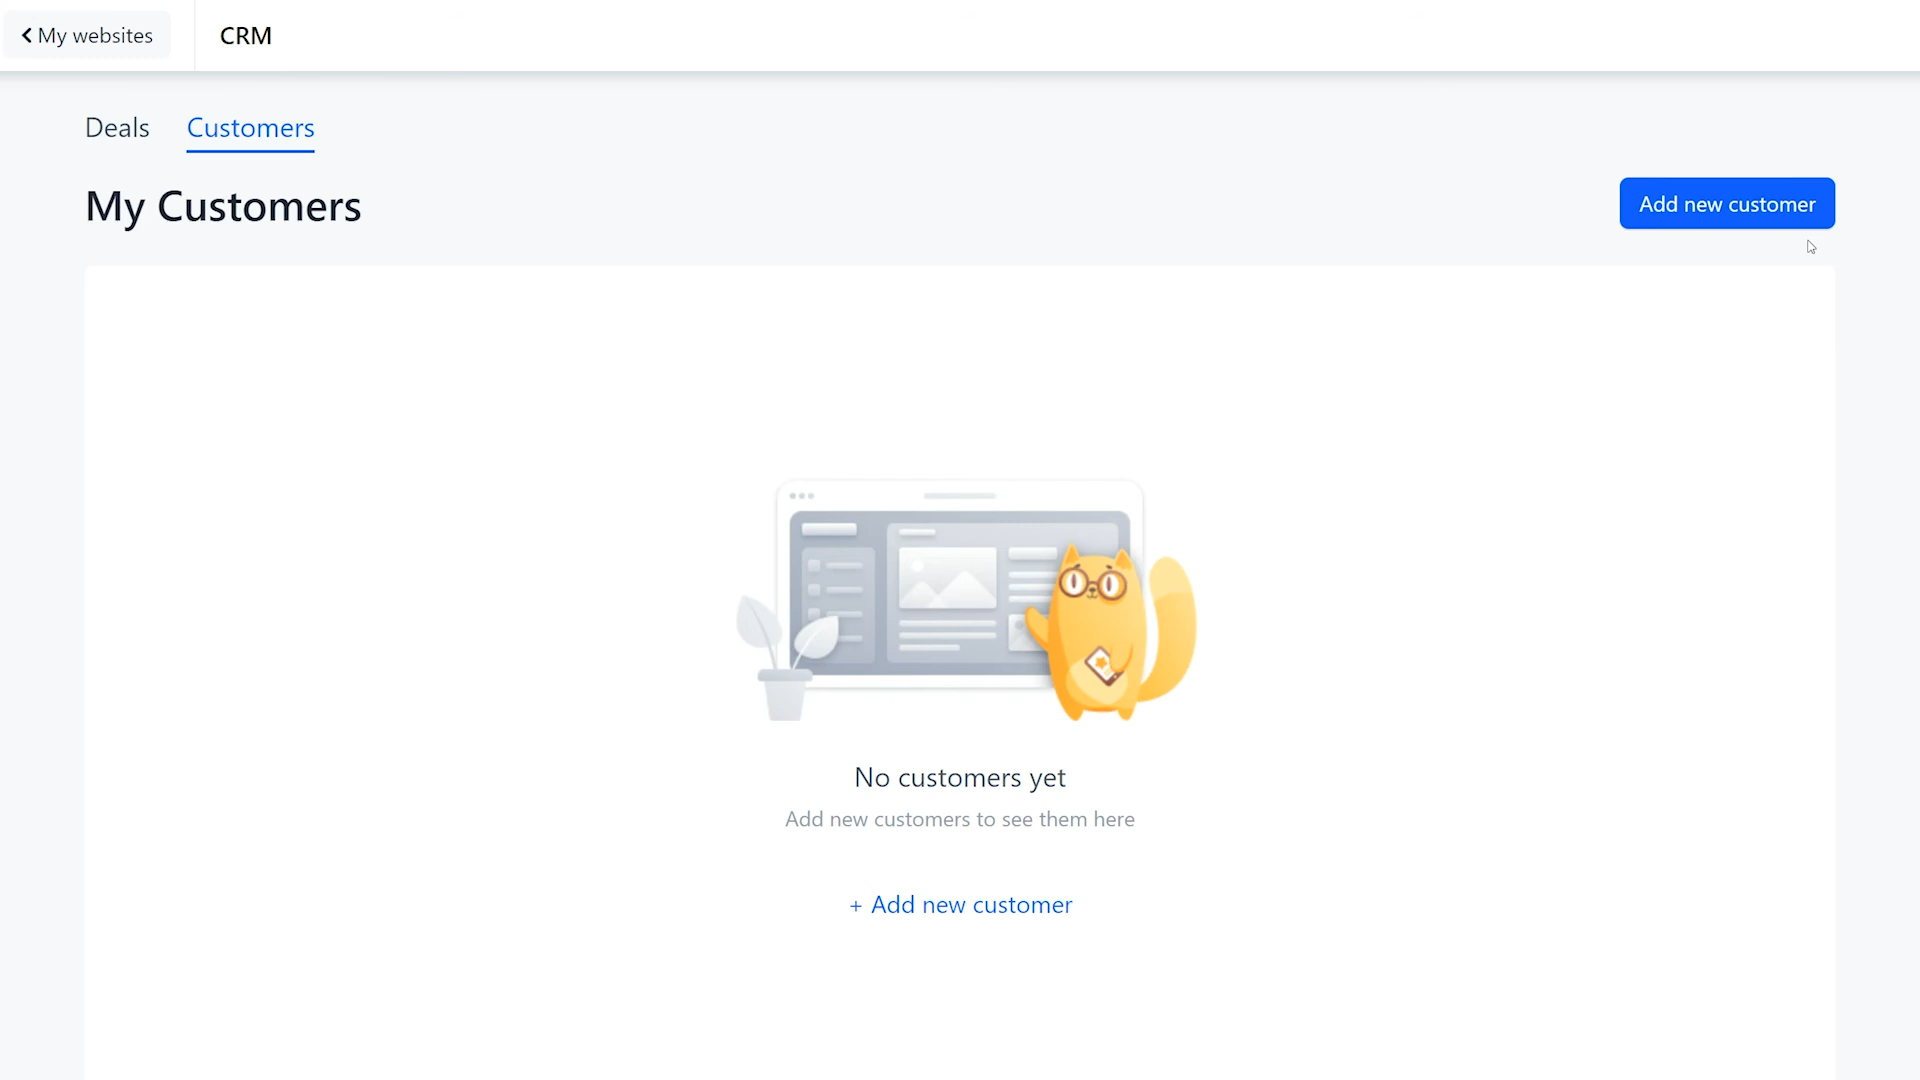 My websites
CRM
Deals
Customers
My Customers
Add new customer
No customers yet
Add new customers to see them here
+ Add new customer